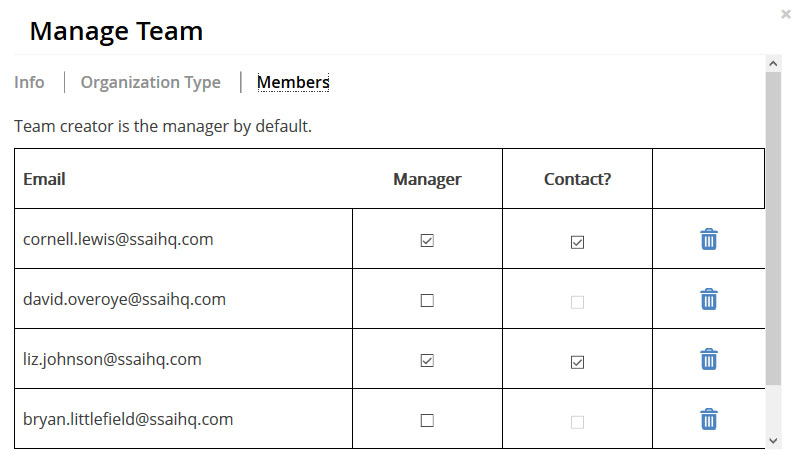 Manage Team
Info | Organization Type | Members
Team creator is the manager by default.
Email Manager Contact?
cornell.lewis@ssaihq.com
david.overoye@ssaihq.com
liz.johnson@ssaihq.com
bryan.littlefield@ssaihq.com